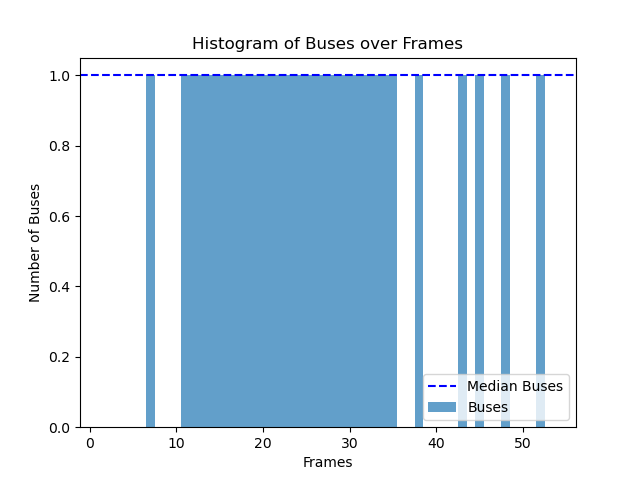 Histogram of Buses over Frames
1.0
0.8
0.6
0.4
0.2
0.0
Number of Buses
Median Buses
Buses
0 10 20 30 40 50
Frames